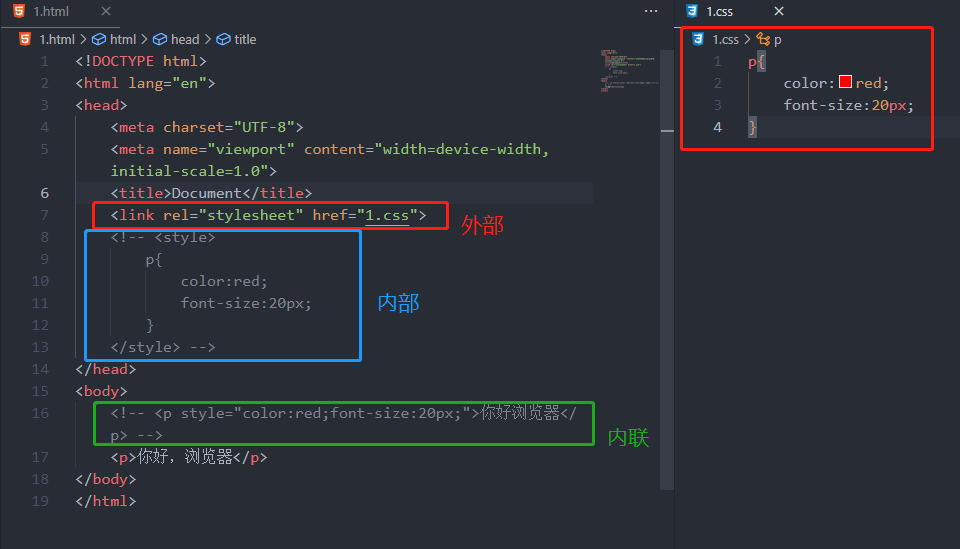 1.html
1.html > html > head > title
1 <!DOCTYPE html>
2 <html lang="en">
3 <head>
4 <meta charset="UTF-8">
5 <meta name="viewport" content="width=device-width,
initial-scale=1.0">
6 <title>Document</title>
7 <link rel="stylesheet" href="1.css">
外部
8 <!-- <style>
9 p{
10 color:red;
11 font-size:20px;
内部
12 }
13 </style> -->
14 </head>
15 <body>
16 <!-- <p style="color:red;font-size:20px;">你好浏览器</
p> -->
内联
17 <p>你好，浏览器</p>
18 </body>
19 </html>
1.css
1.css > p
1 p{
2 color:red;
3 font-size:20px;
4 }